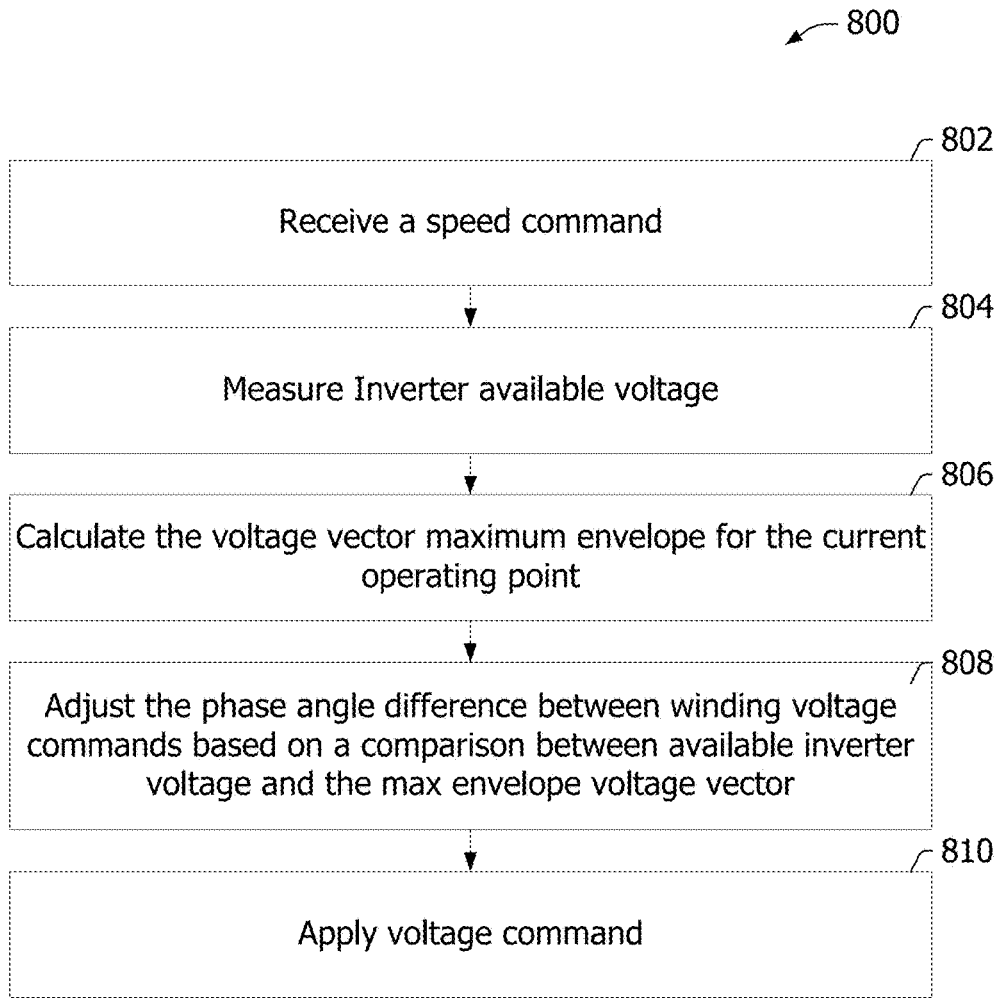 800
802
Receive a speed command
804
Measure Inverter available voltage
806
Calculate the voltage vector maximum envelope for the current
operating point
808
Adjust the phase angle difference between winding voltage
commands based on a comparison between available inverter
voltage and the max envelope voltage vector
810
Apply voltage command